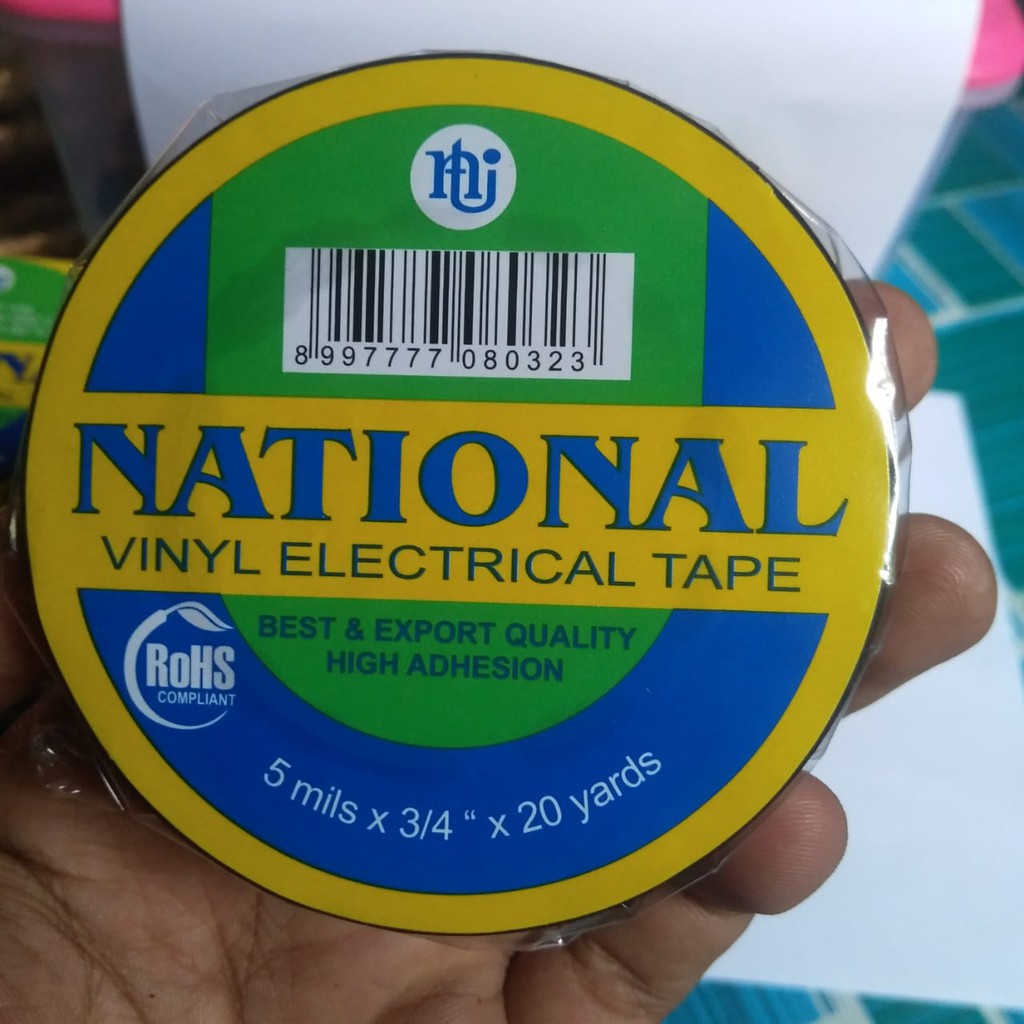 8 997777 080323
NATIONAL
VINYL ELECTRICAL TAPE
BEST & EXPORT QUALITY
HIGH ADHESION
RoHS
COMPLIANT
5 mils x 3/4 “ x 20 yards